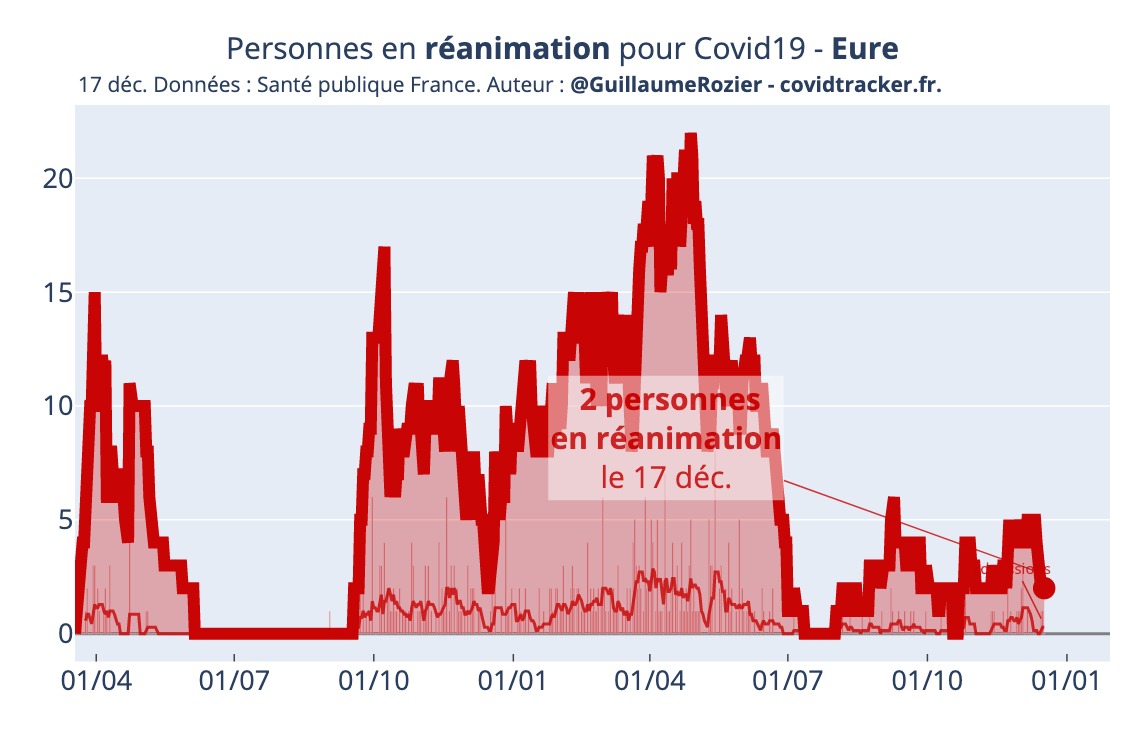 Personnes en réanimation pour Covid19 - Eure
17 déc. Données : Santé publique France. Auteur : @GuillaumeRozier - covidtracker.fr.
20
15
10
5
0
2 personnes
en réanimation
le 17 déc.
01/04 01/07 01/10 01/01 01/04 01/07 01/10 01/01